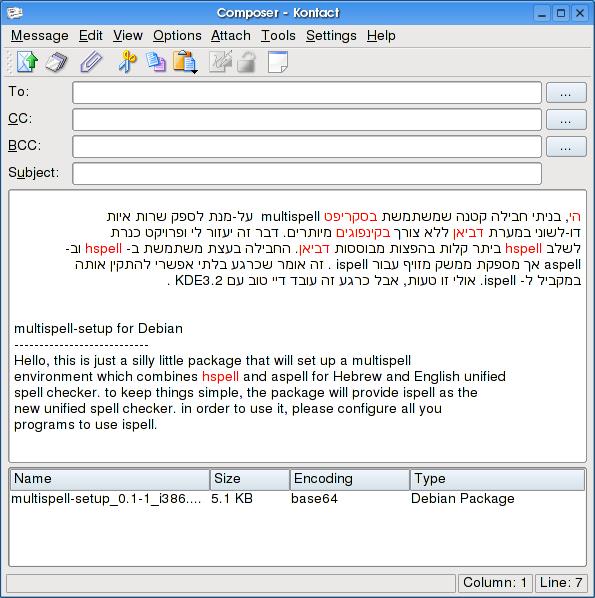 Composer - Kontact
Message Edit View Options Attach Tools Settings Help
To: ...
CC: ...
BCC: ...
Subject:
הי, בניתי חבילה קטנה שמשתמשת בסקריפט multispell על-מנת לספק שרות איות
דו-לשוני במערת דביאן ללא צורך בקינפוגים מיותרים. דבר זה יעזור לי ופרויקט כנרת
לשלב hspell ביתר קלות בהפצות מבוססות דביאן. החבילה בעצת משתמשת ב- hspell וב-
aspell אך מספקת ממשק מזויף עבור ispell . זה אומר שכרגע בלתי אפשרי להתקין אותה
במקביל ל- ispell. אולי זו טעות, אבל כרגע זה עובד דיי טוב עם KDE3.2 .
multispell-setup for Debian
---------------------------
Hello, this is just a silly little package that will set up a multispell
environment which combines hspell and aspell for Hebrew and English unified
spell checker. to keep things simple, the package will provide ispell as the
new unified spell checker. in order to use it, please configure all you
programs to use ispell.
Name Size Encoding Type
multispell-setup_0.1-1_i386.... 5.1 KB base64 Debian Package
Column: 1 Line: 7